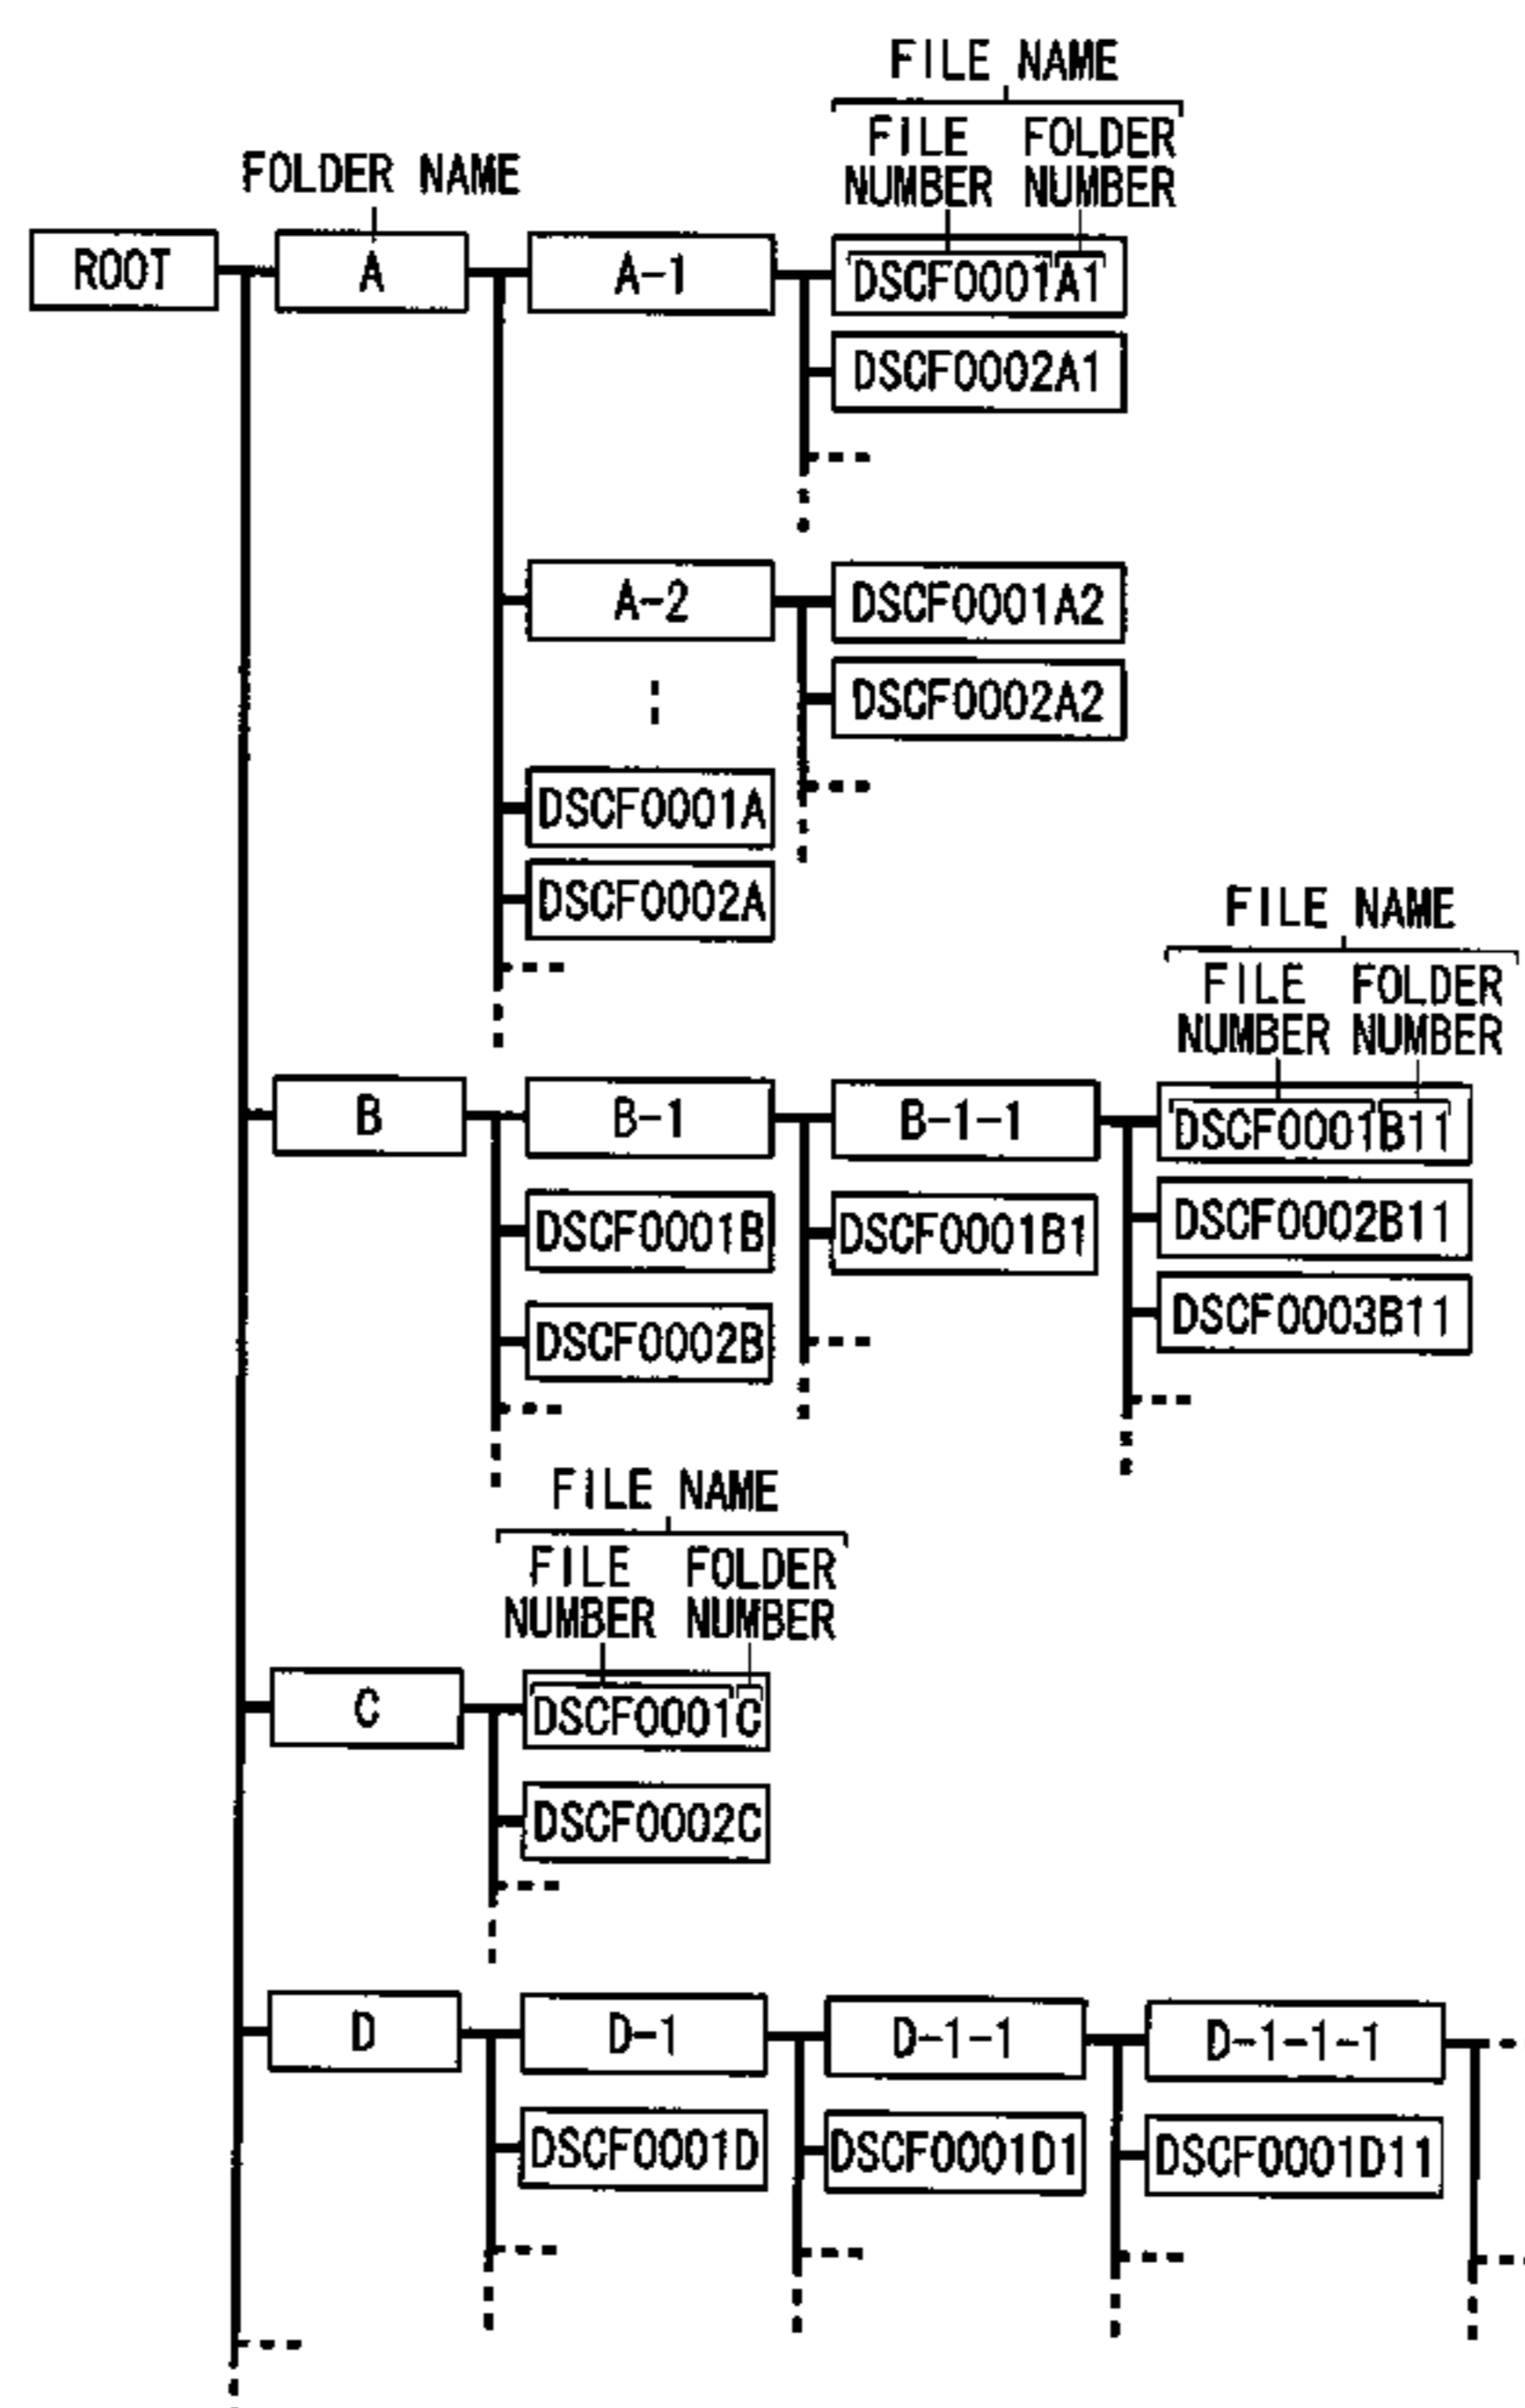 FILE NAME
FILE NUMBER
FOLDER NUMBER
FOLDER NAME
ROOT
A
A-1
DSCF0001A1
DSCF0002A1
A-2
DSCF0001A2
DSCF0002A2
DSCF0001A
DSCF0002A
FILE NAME
FILE NUMBER
FOLDER NUMBER
B
B-1
B-1-1
DSCF0001B11
DSCF0001B
DSCF0001B1
DSCF0002B11
DSCF0002B
DSCF0003B11
FILE NAME
FILE NUMBER
FOLDER NUMBER
C
DSCF0001C
DSCF0002C
D
D-1
D-1-1
D-1-1-1
DSCF0001D
DSCF0001D1
DSCF0001D11